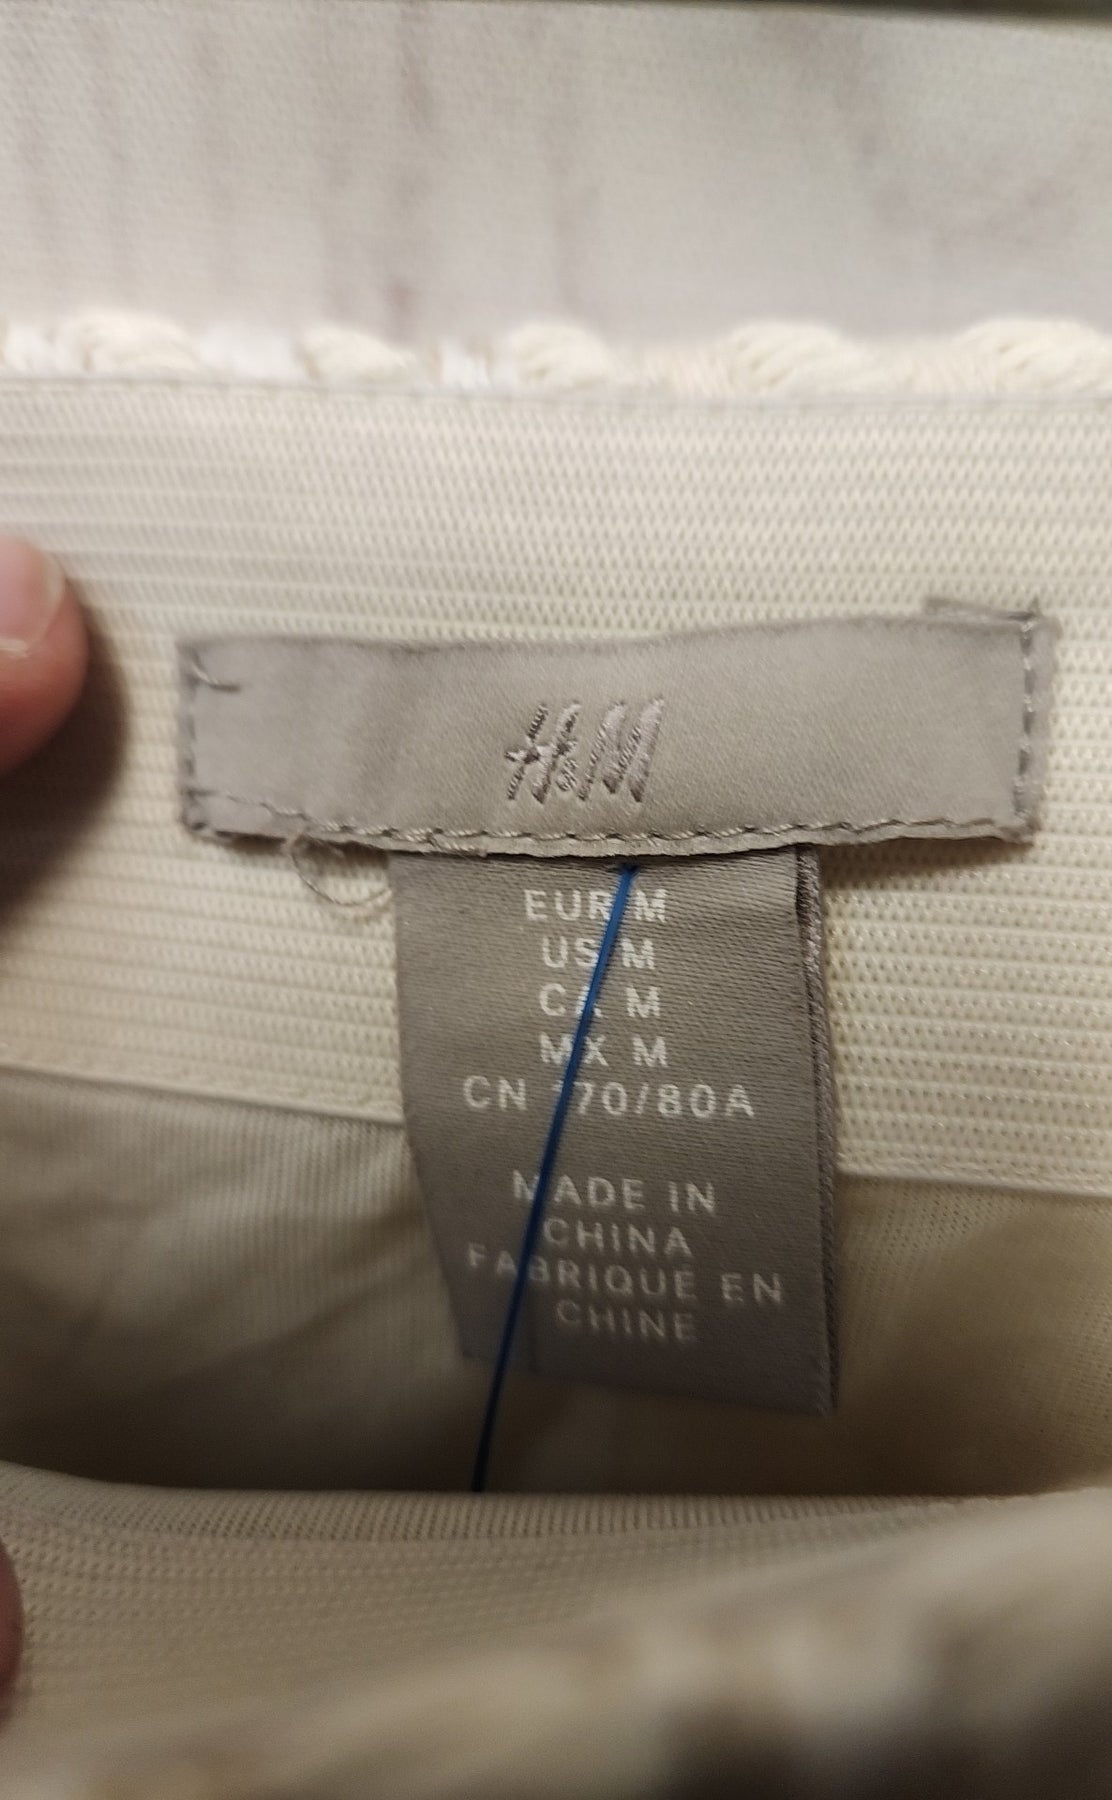 H&M
EUR M
US M
CA M
MX M
CN 170/80A
MADE IN
CHINA
FABRIQUE EN
CHINE